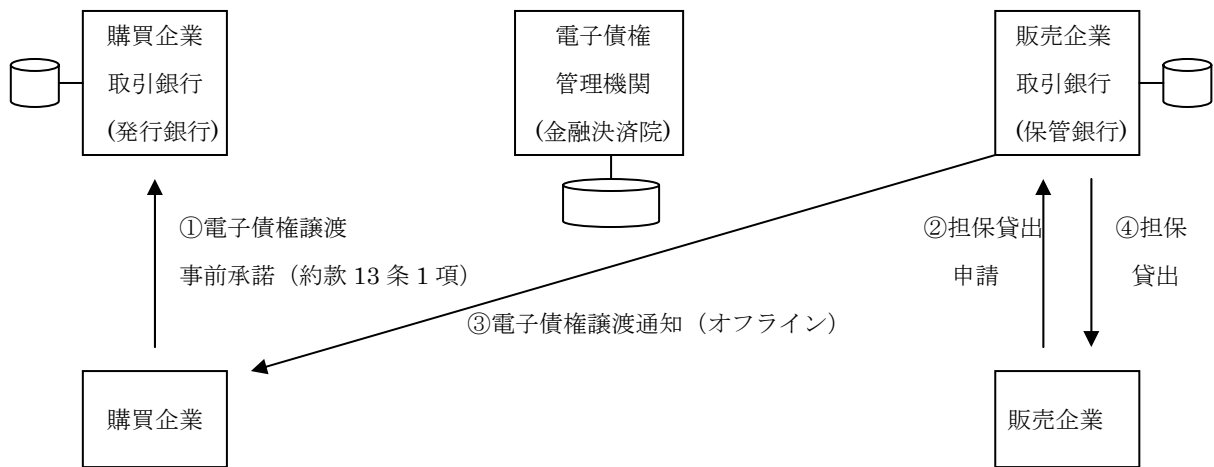 購買企業
取引銀行
(発行銀行)
電子債権
管理機関
(金融決済院)
販売企業
取引銀行
(保管銀行)
①電子債権譲渡
事前承諾（約款 13 条 1 項）
②担保貸出
申請
④担保
貸出
③電子債権譲渡通知（オフライン）
購買企業
販売企業